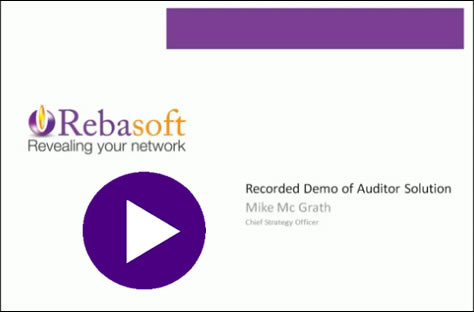 Rebasoft
Revealing your network
Recorded Demo of Auditor Solution
Mike Mc Grath
Chief Strategy Officer